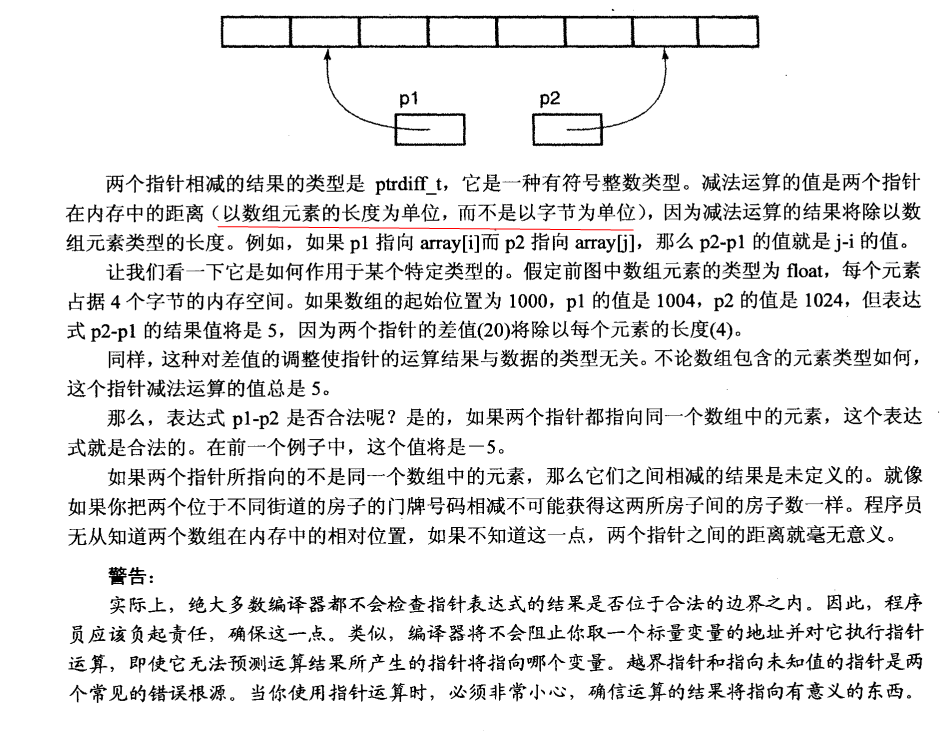 p1
p2
两个指针相减的结果的类型是 ptrdiff_t，它是一种有符号整数类型。减法运算的值是两个指针
在内存中的距离（以数组元素的长度为单位，而不是以字节为单位），因为减法运算的结果将除以数
组元素类型的长度。例如，如果 p1 指向 array[i]而 p2 指向 array[j]，那么 p2-p1 的值就是 j-i 的值。
让我们看一下它是如何作用于某个特定类型的。假定前图中数组元素的类型为 float，每个元素
占据 4 个字节的内存空间。如果数组的起始位置为 1000，p1 的值是 1004，p2 的值是 1024，但表达
式 p2-p1 的结果值将是 5，因为两个指针的差值(20)将除以每个元素的长度(4)。
同样，这种对差值的调整使指针的运算结果与数据的类型无关。不论数组包含的元素类型如何，
这个指针减法运算的值总是 5。
那么，表达式 p1-p2 是否合法呢？是的，如果两个指针都指向同一个数组中的元素，这个表达
式就是合法的。在前一个例子中，这个值将是－5。
如果两个指针所指向的不是同一个数组中的元素，那么它们之间相减的结果是未定义的。就像
如果你把两个位于不同街道的房子的门牌号码相减不可能获得这两所房子间的房子数一样。程序员
无从知道两个数组在内存中的相对位置，如果不知道这一点，两个指针之间的距离就毫无意义。
警告：
实际上，绝大多数编译器都不会检查指针表达式的结果是否位于合法的边界之内。因此，程序
员应该负起责任，确保这一点。类似，编译器将不会阻止你取一个标量变量的地址并对它执行指针
运算，即使它无法预测运算结果所产生的指针将指向哪个变量。越界指针和指向未知值的指针是两
个常见的错误根源。当你使用指针运算时，必须非常小心，确信运算的结果将指向有意义的东西。